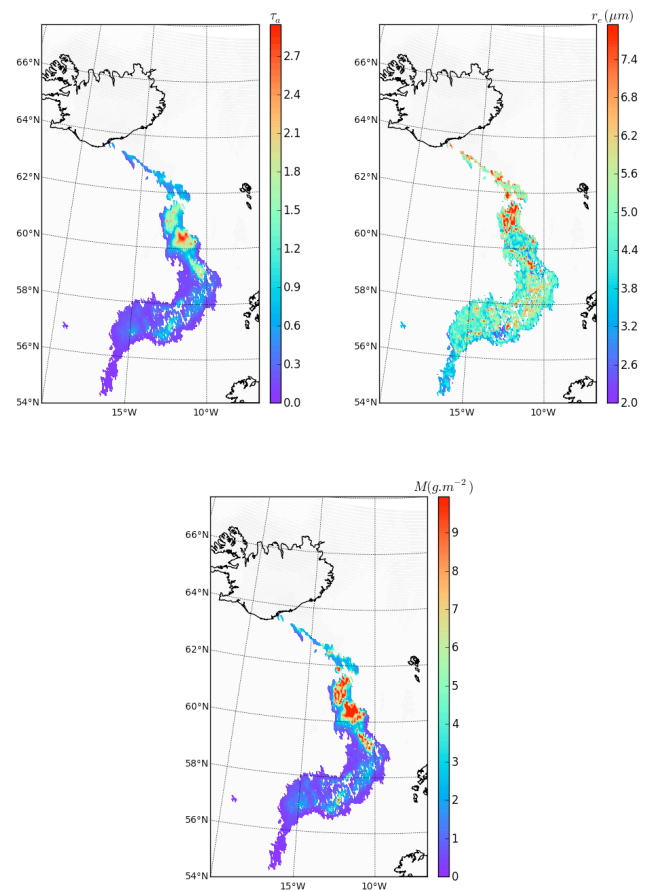 τ_a
66°N
64°N
62°N
60°N
58°N
56°N
54°N
15°W
10°W
2.7
2.4
2.1
1.8
1.5
1.2
0.9
0.6
0.3
0.0
r_e (μm)
66°N
64°N
62°N
60°N
58°N
56°N
54°N
15°W
10°W
7.4
6.8
6.2
5.6
5.0
4.4
3.8
3.2
2.6
2.0
M(g.m⁻²)
66°N
64°N
62°N
60°N
58°N
56°N
54°N
15°W
10°W
9
8
7
6
5
4
3
2
1
0